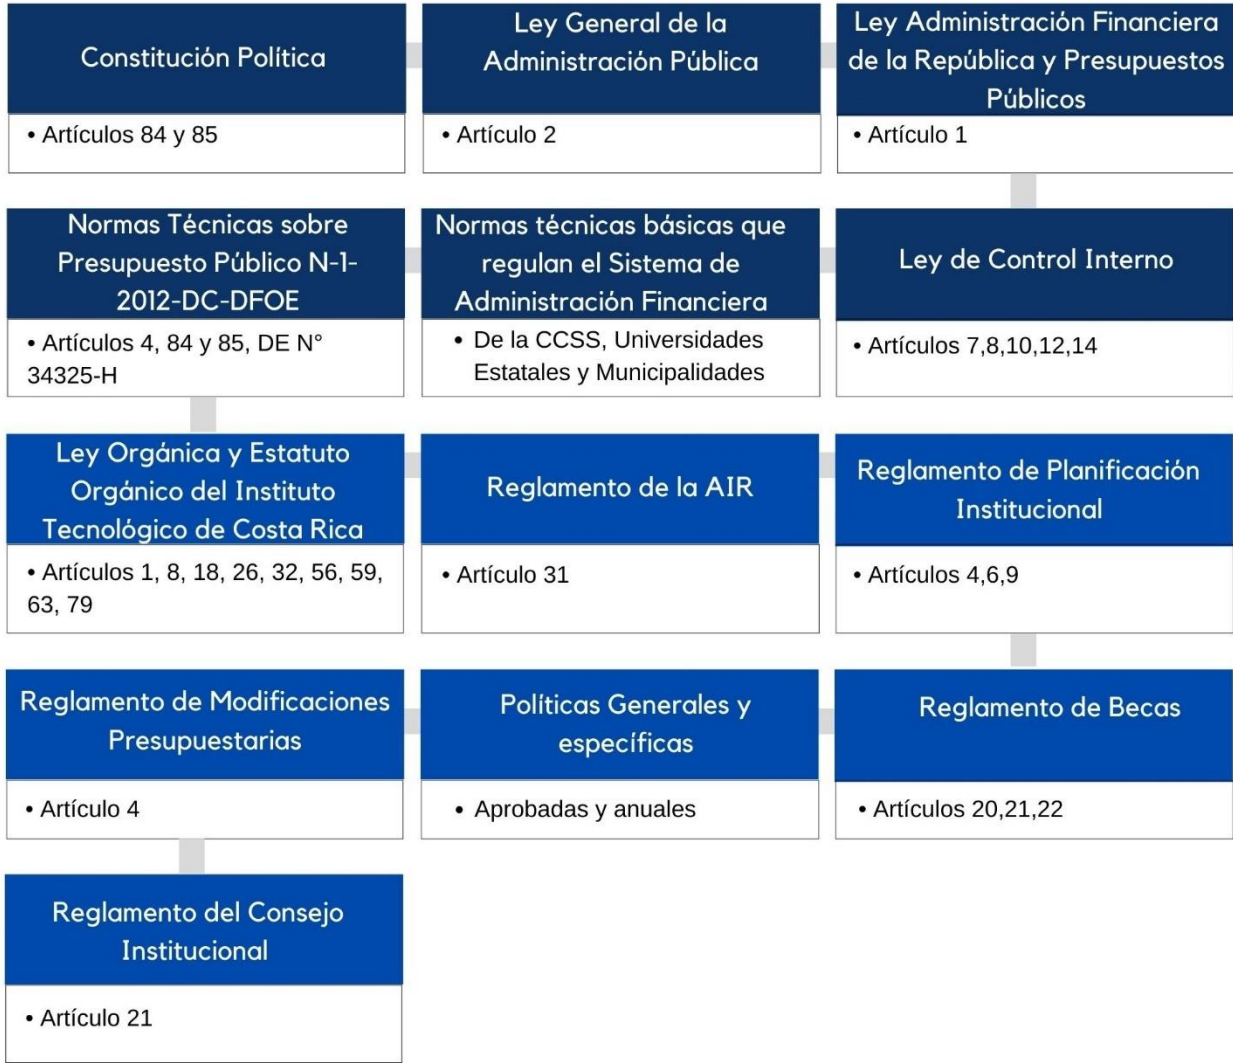 Constitución Política
• Artículos 84 y 85
Ley General de la
Administración Pública
• Artículo 2
Ley Administración Financiera
de la República y Presupuestos
Públicos
• Artículo 1
Normas Técnicas sobre
Presupuesto Público N-1-
2012-DC-DFOE
• Artículos 4, 84 y 85, DE N°
34325-H
Normas técnicas básicas que
regulan el Sistema de
Administración Financiera
• De la CCSS, Universidades
Estatales y Municipalidades
Ley de Control Interno
• Artículos 7,8,10,12,14
Ley Orgánica y Estatuto
Orgánico del Instituto
Tecnológico de Costa Rica
• Artículos 1, 8, 18, 26, 32, 56, 59,
63, 79
Reglamento de la AIR
• Artículo 31
Reglamento de Planificación
Institucional
• Artículos 4,6,9
Reglamento de Modificaciones
Presupuestarias
• Artículo 4
Políticas Generales y
específicas
• Aprobadas y anuales
Reglamento de Becas
• Artículos 20,21,22
Reglamento del Consejo
Institucional
• Artículo 21